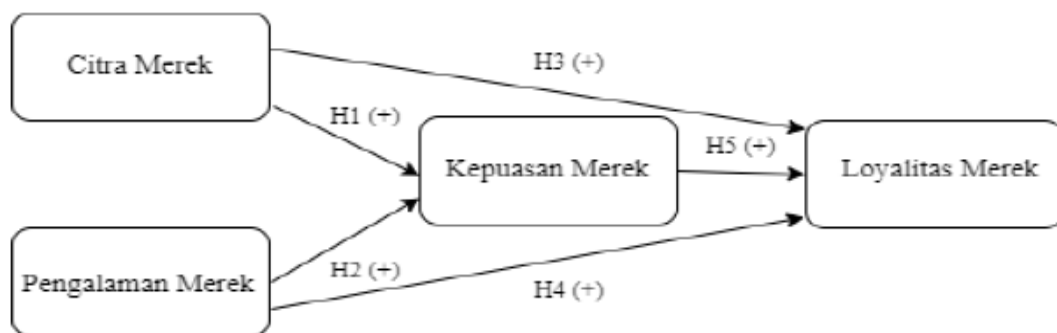 Citra Merek
H3 (+)
H1 (+)
Kepuasan Merek
H5 (+)
Loyalitas Merek
Pengalaman Merek
H2 (+)
H4 (+)